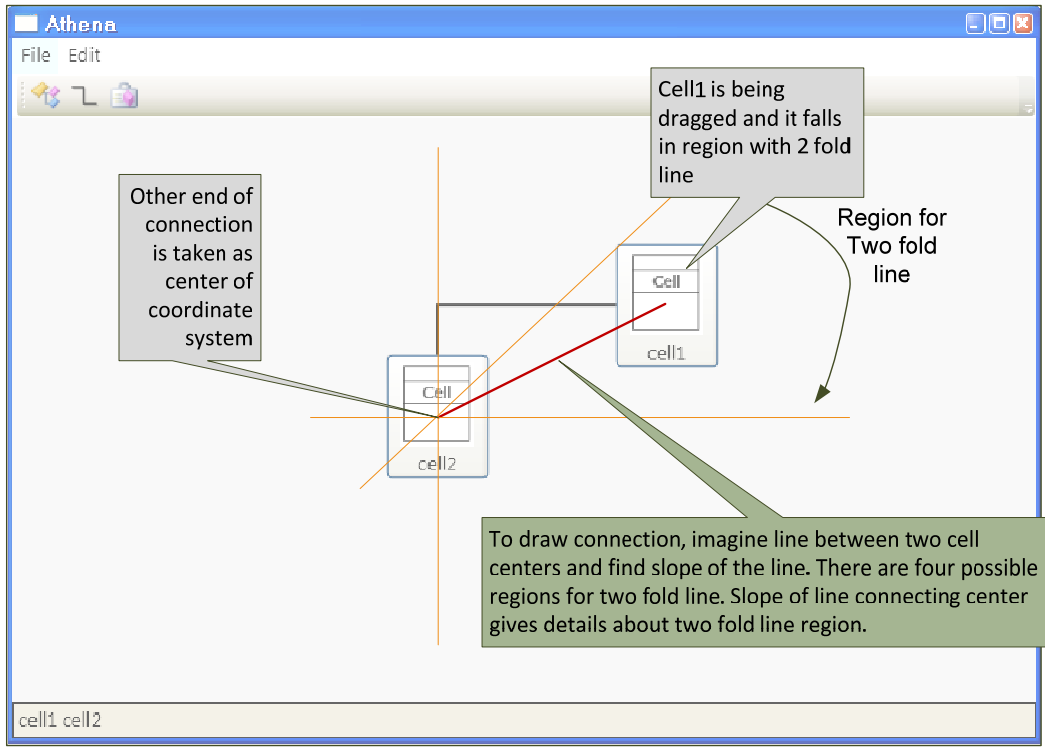 Athena
File Edit
Cell1 is being
dragged and it falls
in region with 2 fold
line
Other end of
connection
is taken as
center of
coordinate
system
Region for
Two fold
line
Cell
cell1
Cell
cell2
To draw connection, imagine line between two cell
centers and find slope of the line. There are four possible
regions for two fold line. Slope of line connecting center
gives details about two fold line region.
cell1 cell2